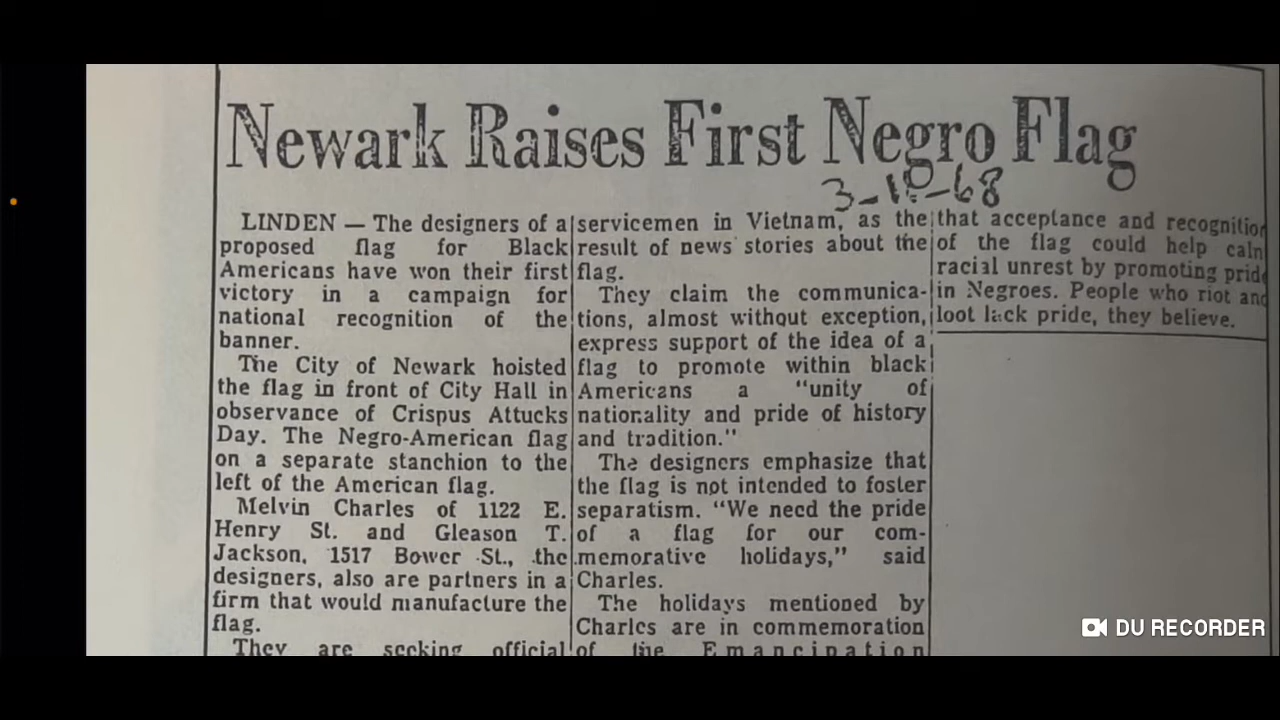 Newark Raises First Negro Flag
LINDEN — The designers of a
proposed flag for Black
Americans have won their first
victory in a campaign for
national recognition of the
banner.
The City of Newark hoisted
the flag in front of City Hall in
observance of Crispus Attucks
Day. The Negro-American flag
on a separate stanchion to the
left of the American flag.
Melvin Charles of 1122 E.
Henry St. and Gleason T.
Jackson, 1517 Bower St., the
designers, also are partners in a
firm that would manufacture the
flag.
They are seeking official
servicemen in Vietnam, as the
result of news stories about the
flag.
They claim the communica-
tions, almost without exception,
express support of the idea of a
flag to promote within black
Americans a "unity of
nationality and pride of history
and tradition."
The designers emphasize that
the flag is not intended to foster
separatism. "We need the pride
of a flag for our com-
memorative holidays," said
Charles.
The holidays mentioned by
Charles are in commemoration
of the Emancipation
that acceptance and recognition
of the flag could help calm
racial unrest by promoting pride
in Negroes. People who riot and
loot lack pride, they believe.
DU RECORDER